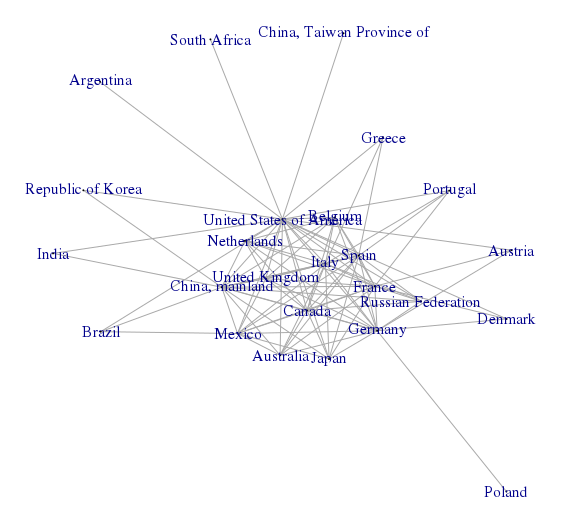 China, Taiwan Province of
South Africa
Argentina
Greece
Republic of Korea
Portugal
Belgium
United States of America
Netherlands
India
Austria
Spain
Italy
United Kingdom
China, mainland
France
Russian Federation
Canada
Denmark
Brazil
Mexico
Germany
Australia
Japan
Poland